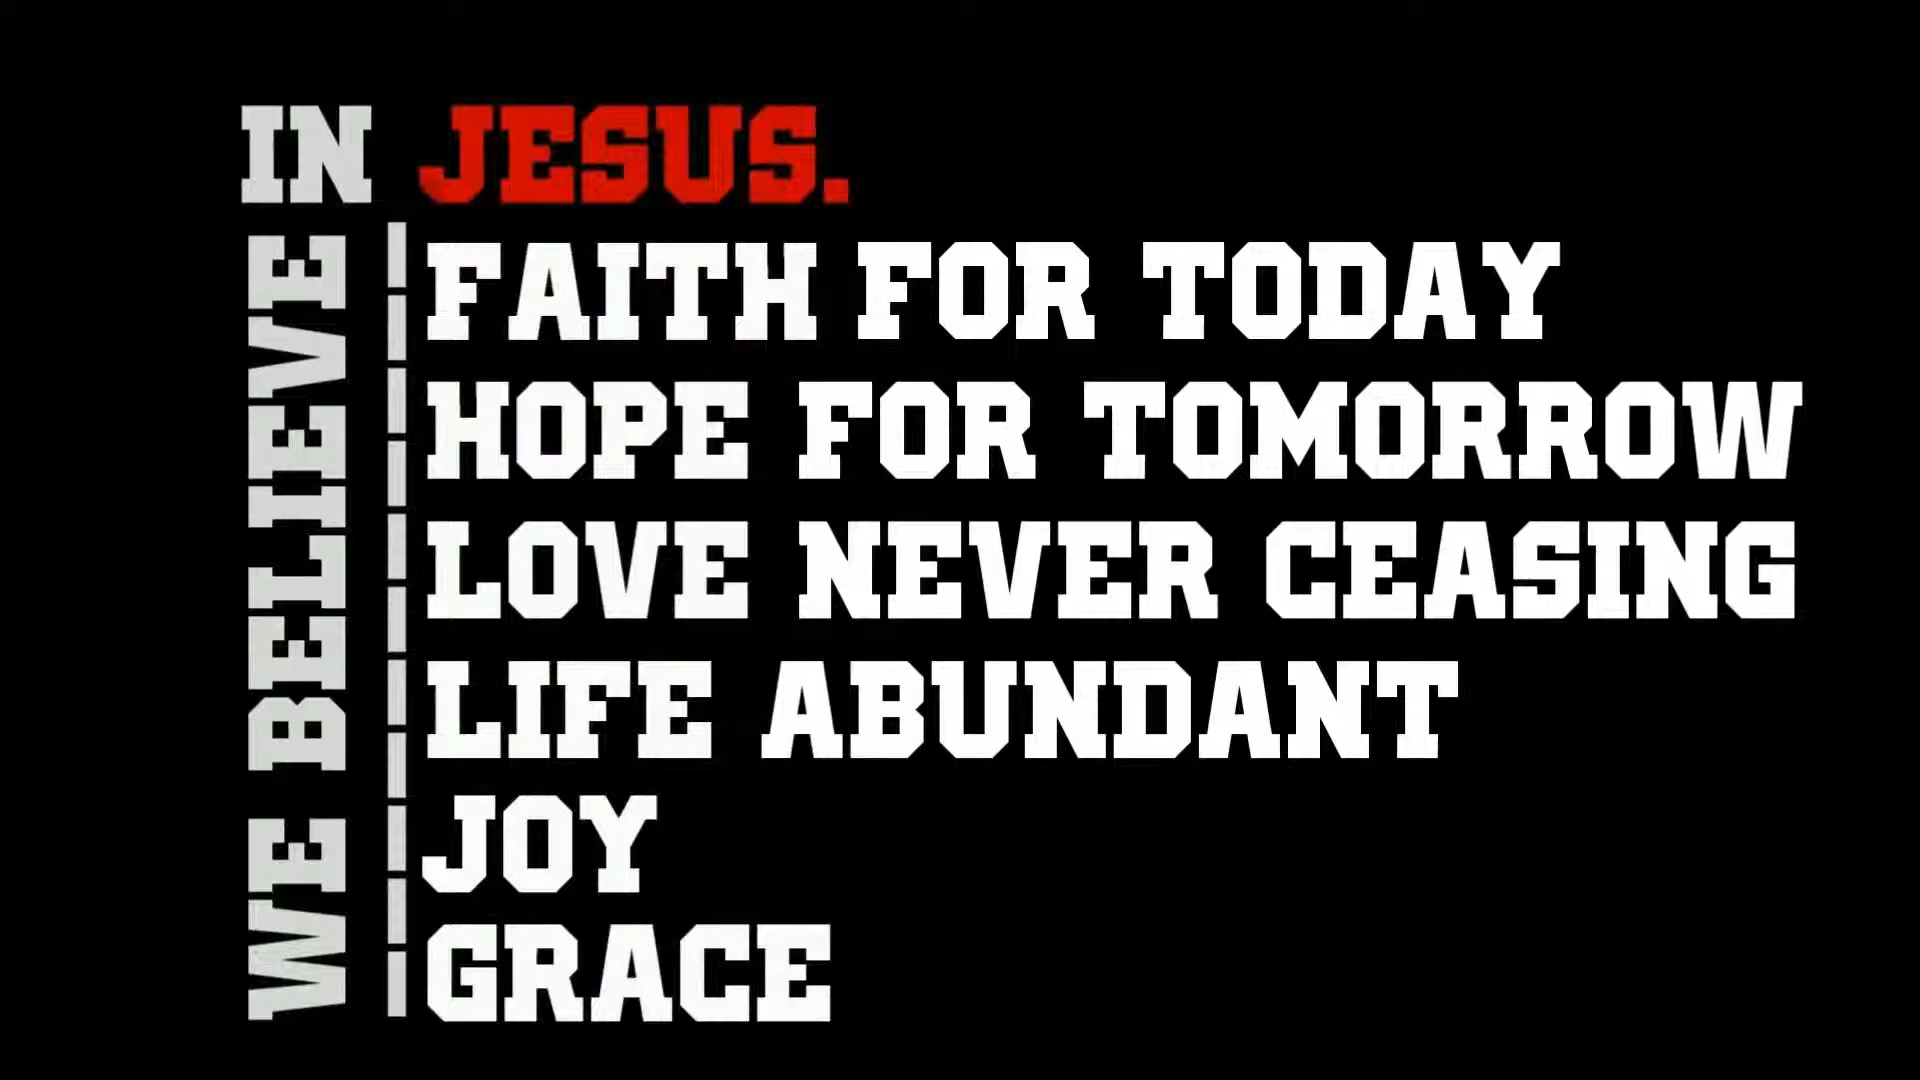 WE BELIEVE
IN JESUS.
FAITH FOR TODAY
HOPE FOR TOMORROW
LOVE NEVER CEASING
LIFE ABUNDANT
JOY
GRACE